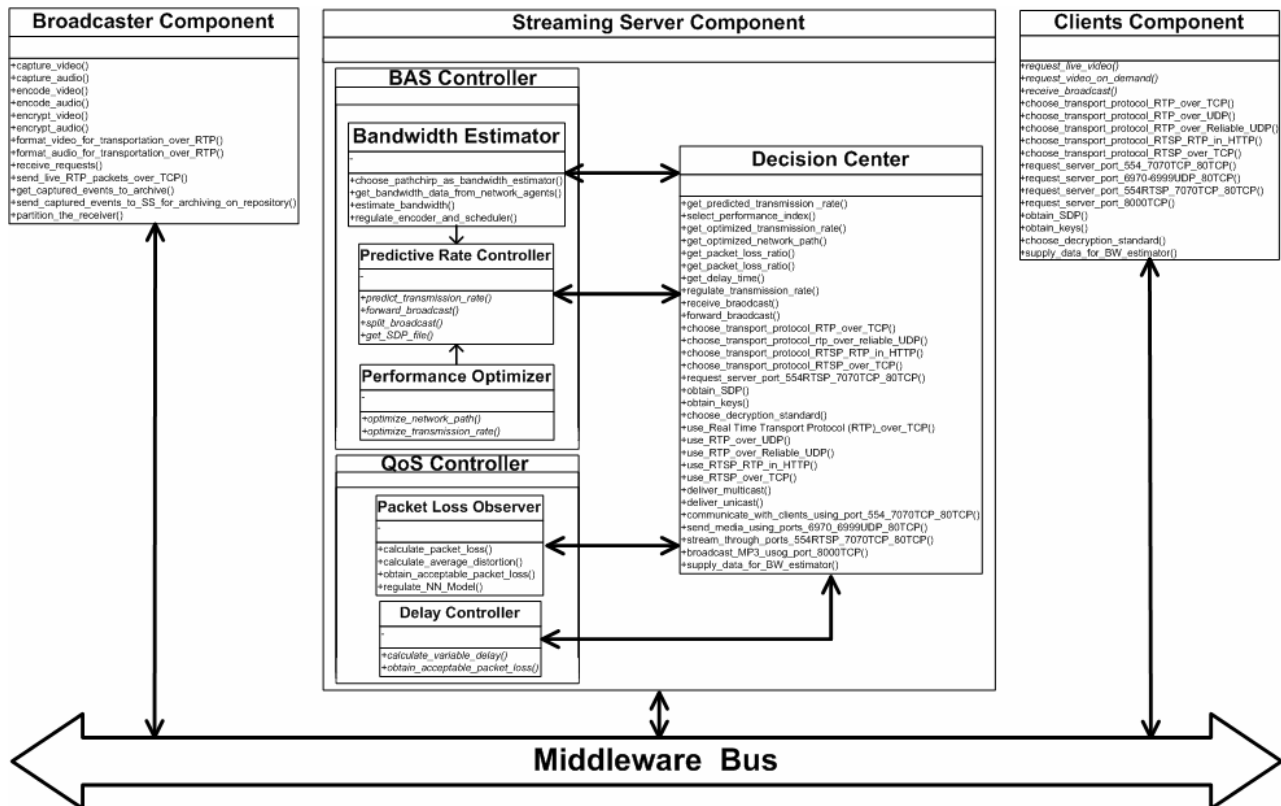 Broadcaster Component
+capture_video()
+capture_audio()
+encode_video()
+encode_audio()
+encrypt_video()
+encrypt_audio()
+format_video_for_transportation_over_RTP()
+format_audio_for_transportation_over_RTP()
+receive_requests()
+send_live_RTP_packets_over_TCP()
+get_captured_events_to_archive()
+send_captured_events_to_SS_for_archiving_on_repository()
+partition_the_receiver()
Streaming Server Component
BAS Controller
Bandwidth Estimator
-
+choose_pathchirp_as_bandwidth_estimator()
+get_bandwidth_data_from_network_agents()
+estimate_bandwidth()
+regulate_encoder_and_scheduler()
Predictive Rate Controller
-
+predict_transmission_rate()
+forward_broadcast()
+split_broadcast()
+get_SDP_file()
Performance Optimizer
-
+optimize_network_path()
+optimize_transmission_rate()
QoS Controller
Packet Loss Observer
-
+calculate_packet_loss()
+calculate_average_distortion()
+obtain_acceptable_packet_loss()
+regulate_NN_Model()
Delay Controller
-
+calculate_variable_delay()
+obtain_acceptable_packet_loss()
Decision Center
-
+get_predicted_transmission _rate()
+select_performance_index()
+get_optimized_transmission_rate()
+get_optimized_network_path()
+get_packet_loss_ratio()
+get_packet_loss_ratio()
+get_delay_time()
+regulate_transmission_rate()
+receive_braodcast()
+forward_braodcast()
+choose_transport_protocol_RTP_over_TCP()
+choose_transport_protocol_rtp_over_reliable_UDP()
+choose_transport_protocol_RTSP_RTP_in_HTTP()
+choose_transport_protocol_RTSP_over_TCP()
+request_server_port_554RTSP_7070TCP_80TCP()
+obtain_SDP()
+obtain_keys()
+choose_decryption_standard()
+use_Real Time Transport Protocol (RTP)_over_TCP()
+use_RTP_over_UDP()
+use_RTP_over_Reliable_UDP()
+use_RTSP_RTP_in_HTTP()
+use_RTSP_over_TCP()
+deliver_multicast()
+deliver_unicast()
+communicate_with_clients_using_port_554_7070TCP_80TCP()
+send_media_using_ports_6970_6999UDP_80TCP()
+stream_through_ports_554RTSP_7070TCP_80TCP()
+broadcast_MP3_usog_port_8000TCP()
+supply_data_for_BW_estimator()
Clients Component
+request_live_video()
+request_video_on_demand()
+receive_broadcast()
+choose_transport_protocol_RTP_over_TCP()
+choose_transport_protocol_RTP_over_UDP()
+choose_transport_protocol_RTP_over_Reliable_UDP()
+choose_transport_protocol_RTSP_RTP_in_HTTP()
+choose_transport_protocol_RTSP_over_TCP()
+request_server_port_554_7070TCP_80TCP()
+request_server_port_6970-6999UDP_80TCP()
+request_server_port_554RTSP_7070TCP_80TCP()
+request_server_port_8000TCP()
+obtain_SDP()
+obtain_keys()
+choose_decryption_standard()
+supply_data_for_BW_estimator()
Middleware Bus